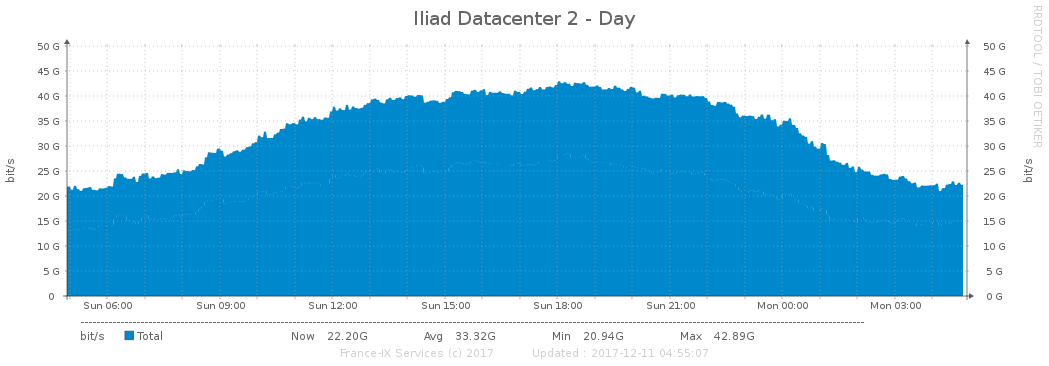 Iliad Datacenter 2 - Day
RRDTOOL / TOBI OETIKER
50 G 50 G
45 G 45 G
40 G 40 G
35 G 35 G
30 G 30 G
25 G 25 G
20 G 20 G
15 G 15 G
10 G 10 G
5 G 5 G
0 0 G
bit/s
bit/s
Sun 06:00 Sun 09:00 Sun 12:00 Sun 15:00 Sun 18:00 Sun 21:00 Mon 00:00 Mon 03:00
bit/s Total Now 22.20G Avg 33.32G Min 20.94G Max 42.89G
France-IX Services (c) 2017 Updated : 2017-12-11 04:55:07